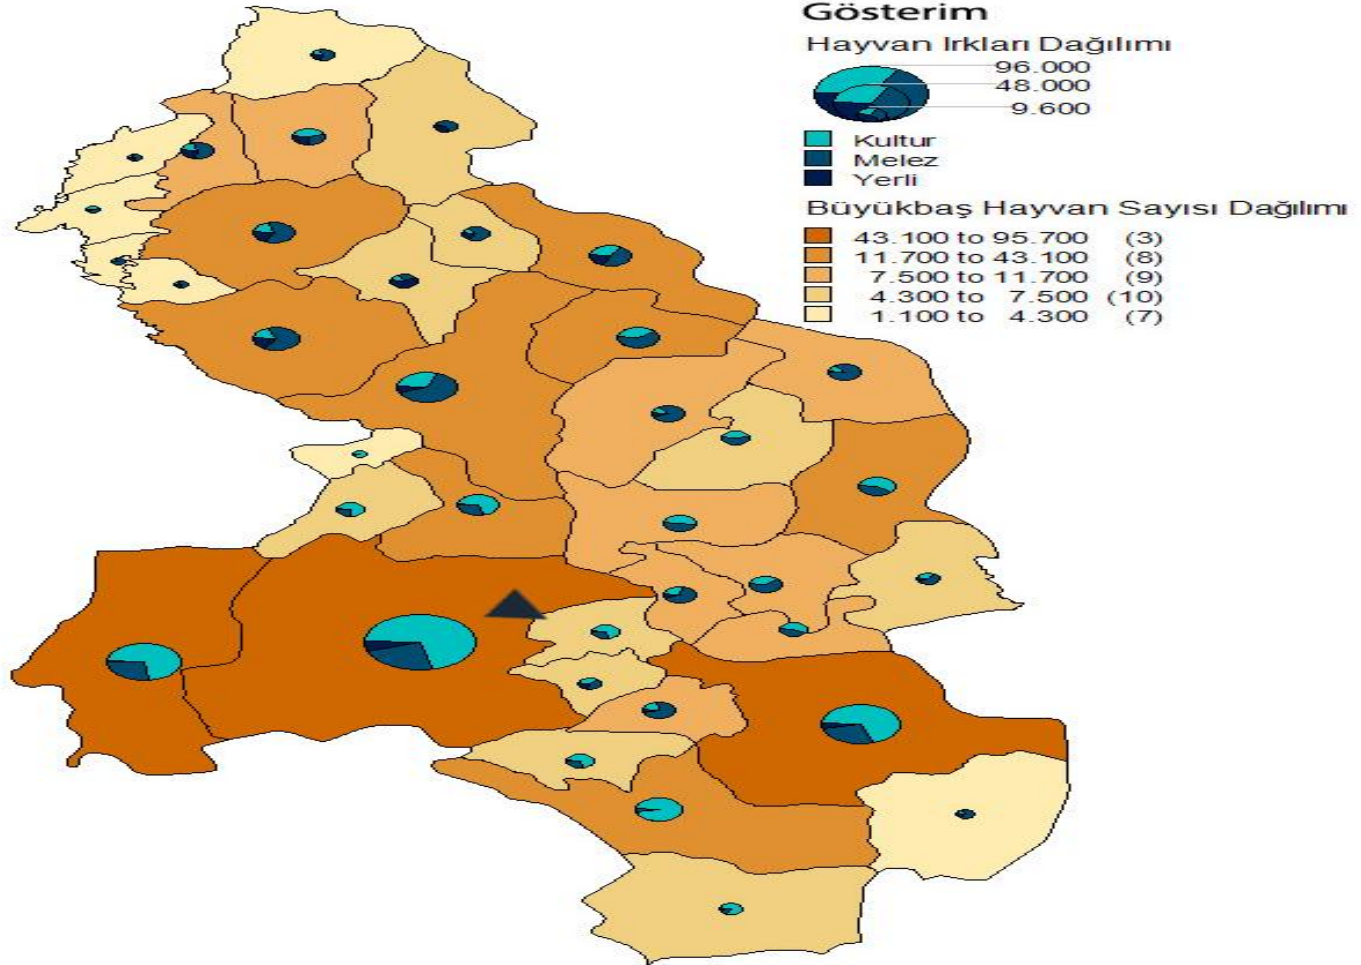 Gösterim
Hayvan Irkları Dağılımı
96.000
48.000
9.600
Kultur
Melez
Yerli
Büyükbaş Hayvan Sayısı Dağılımı
43.100 to 95.700 (3)
11.700 to 43.100 (8)
7.500 to 11.700 (9)
4.300 to 7.500 (10)
1.100 to 4.300 (7)